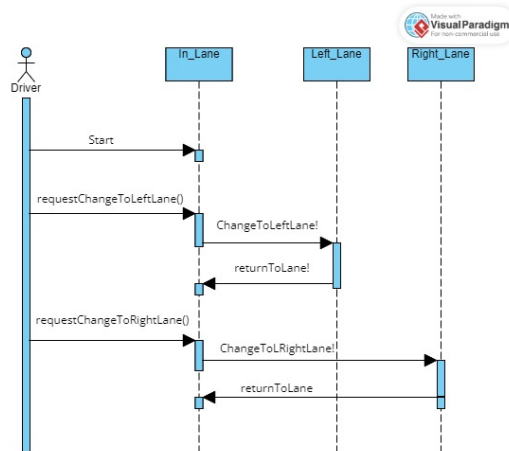 Made with
Visual Paradigm
For non-commercial use
In_Lane
Left_Lane
Right_Lane
Driver
Start
requestChangeToLeftLane()
ChangeToLeftLane!
returnToLane!
requestChangeToRightLane()
ChangeToLRightLane!
returnToLane